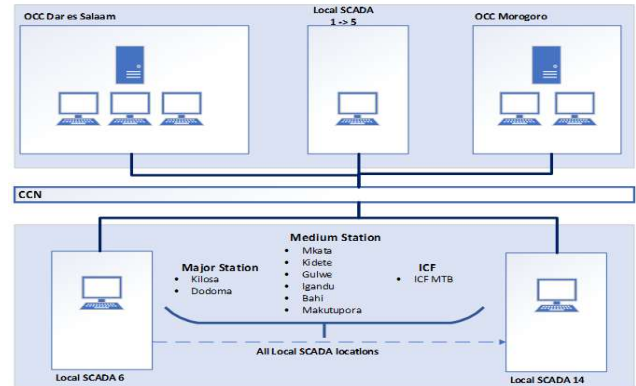 OCC Dar es Salaam
Local SCADA
1 -> 5
OCC Morogoro
CCN
Major Station
• Kilosa
• Dodoma
Medium Station
• Mkata
• Kidete
• Gulwe
• Igandu
• Bahi
• Makutupora
ICF
• ICF MTB
All Local SCADA locations
Local SCADA 6
Local SCADA 14